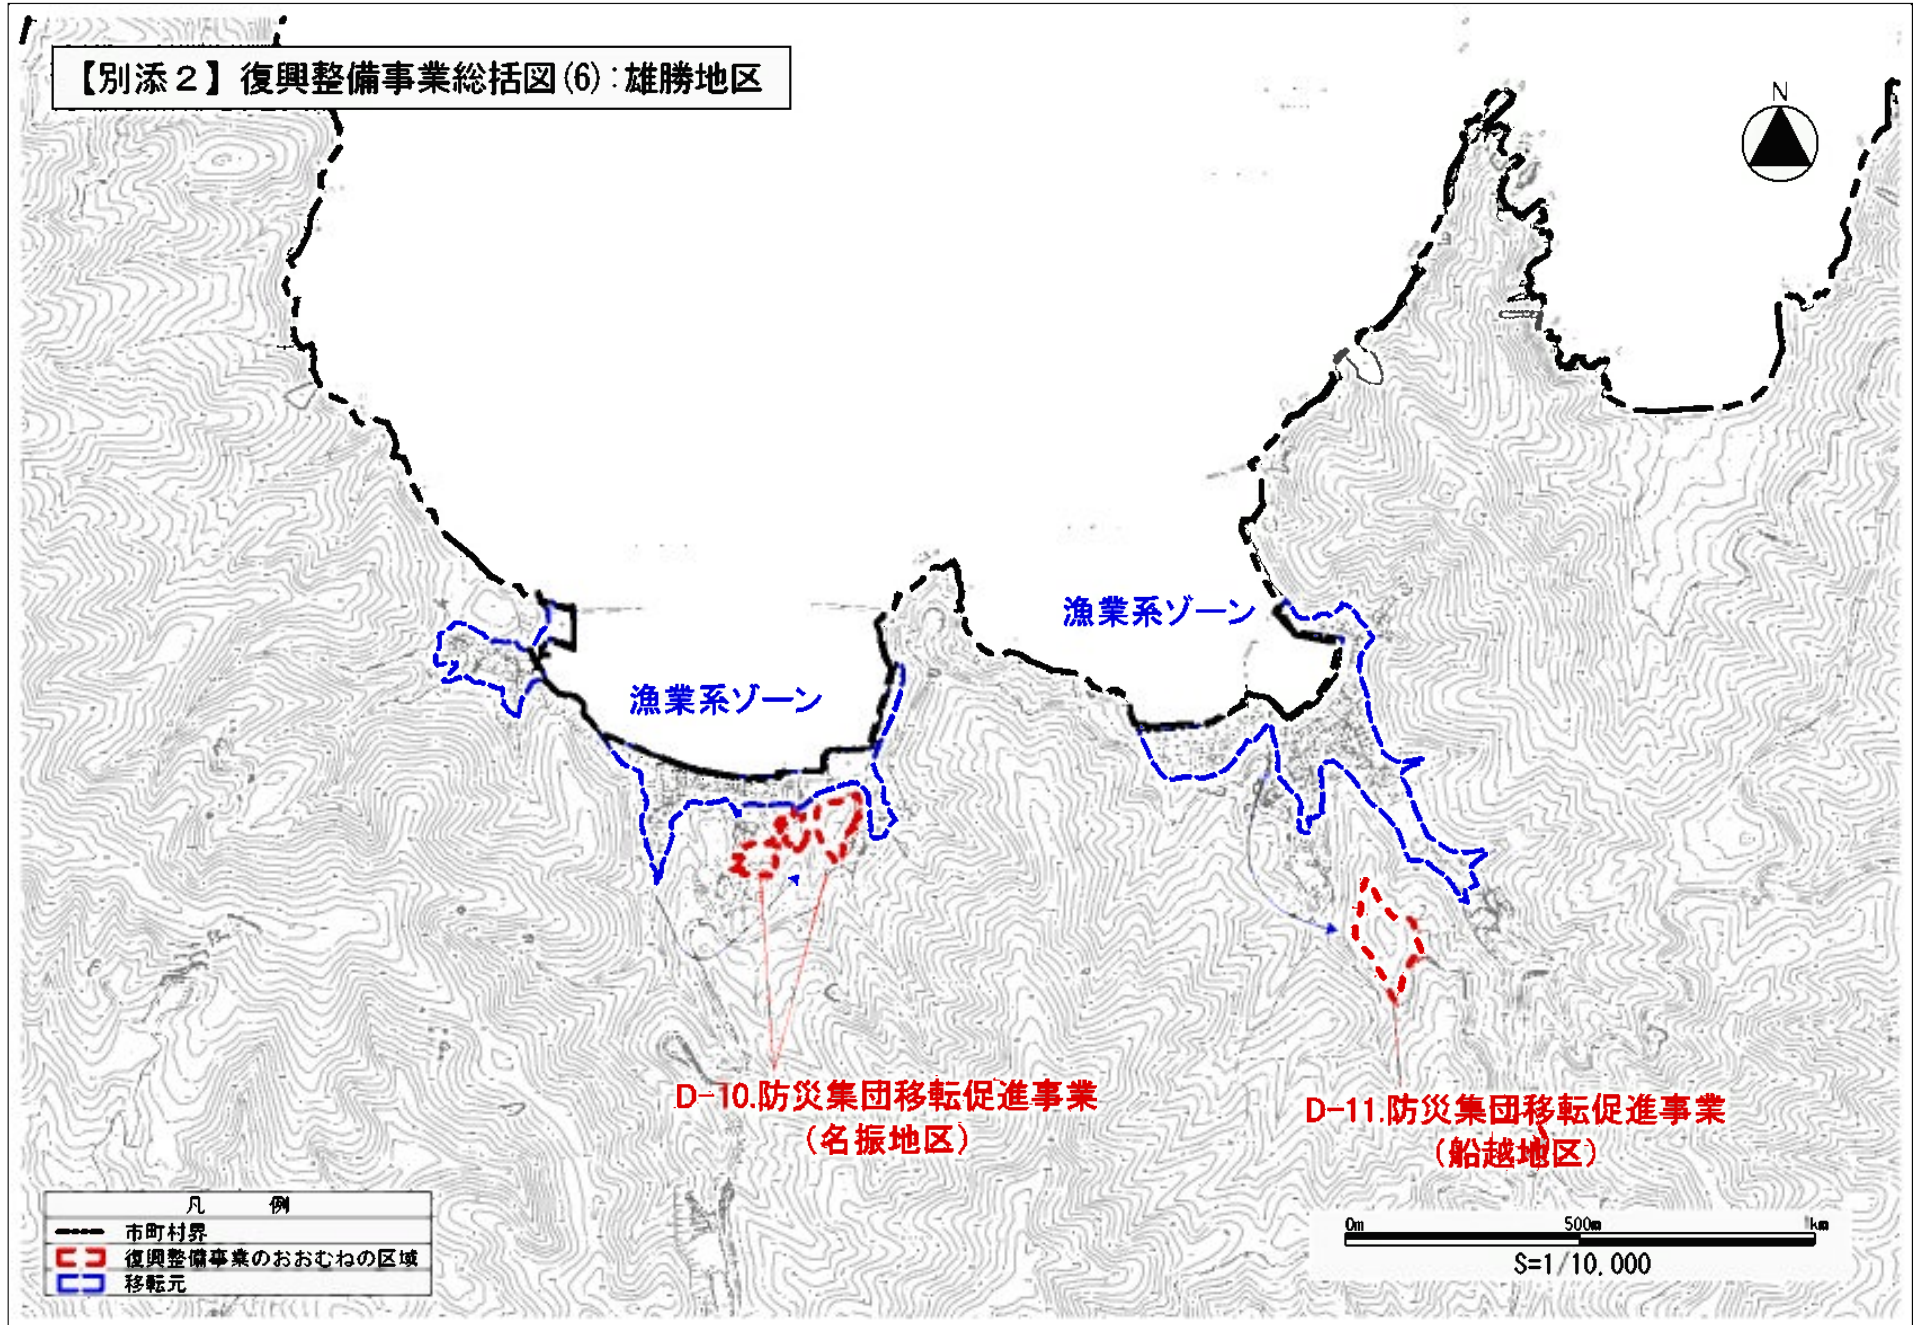 【別添２】復興整備事業総括図(6):雄勝地区
N
漁業系ゾーン
漁業系ゾーン
D-10.防災集団移転促進事業
(名振地区)
D-11.防災集団移転促進事業
(船越地区)
凡 例
市町村界
復興整備事業のおおむねの区域
移転元
0m 500m 1km
S=1/10,000